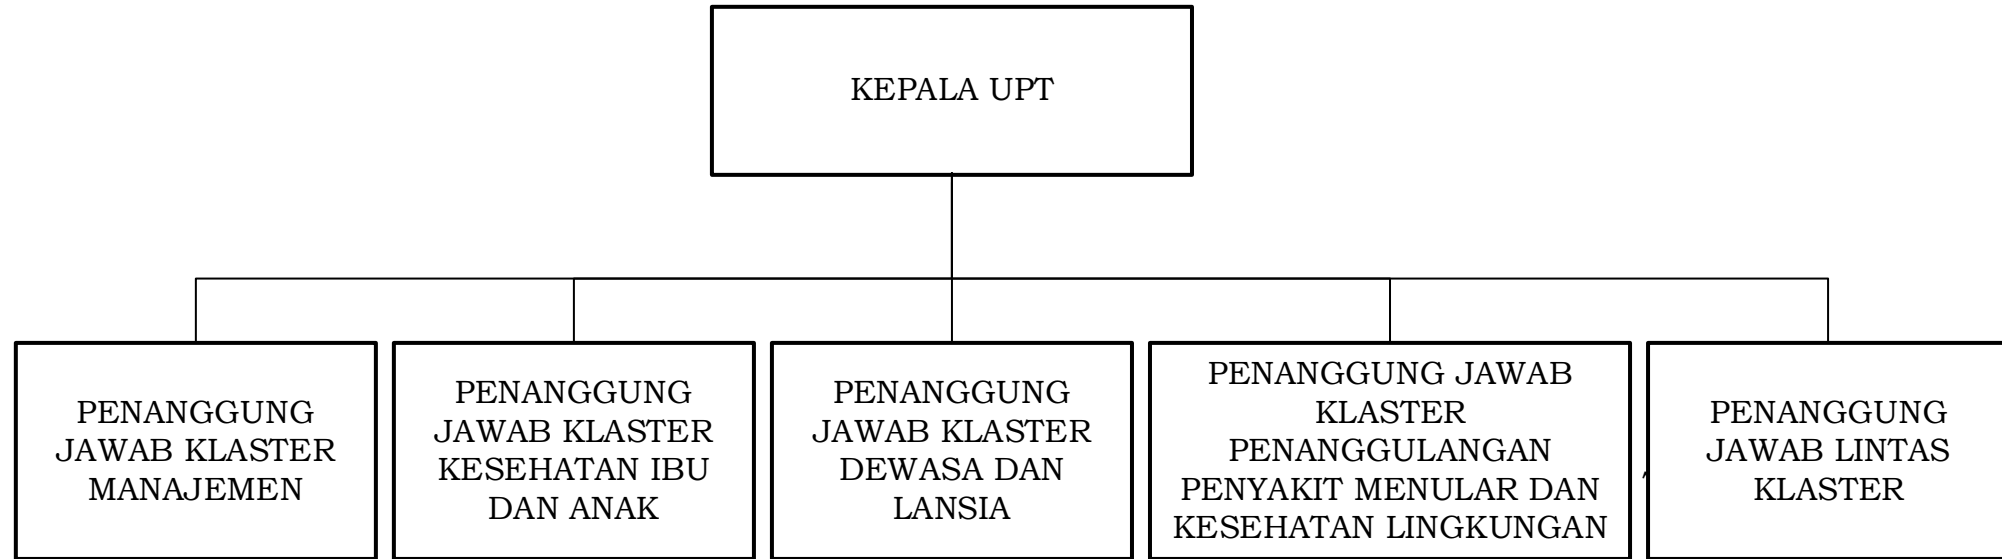 KEPALA UPT
PENANGGUNG
JAWAB KLASTER
MANAJEMEN
PENANGGUNG
JAWAB KLASTER
KESEHATAN IBU
DAN ANAK
PENANGGUNG
JAWAB KLASTER
DEWASA DAN
LANSIA
PENANGGUNG JAWAB
KLASTER
PENANGGULANGAN
PENYAKIT MENULAR DAN
KESEHATAN LINGKUNGAN
PENANGGUNG
JAWAB LINTAS
KLASTER